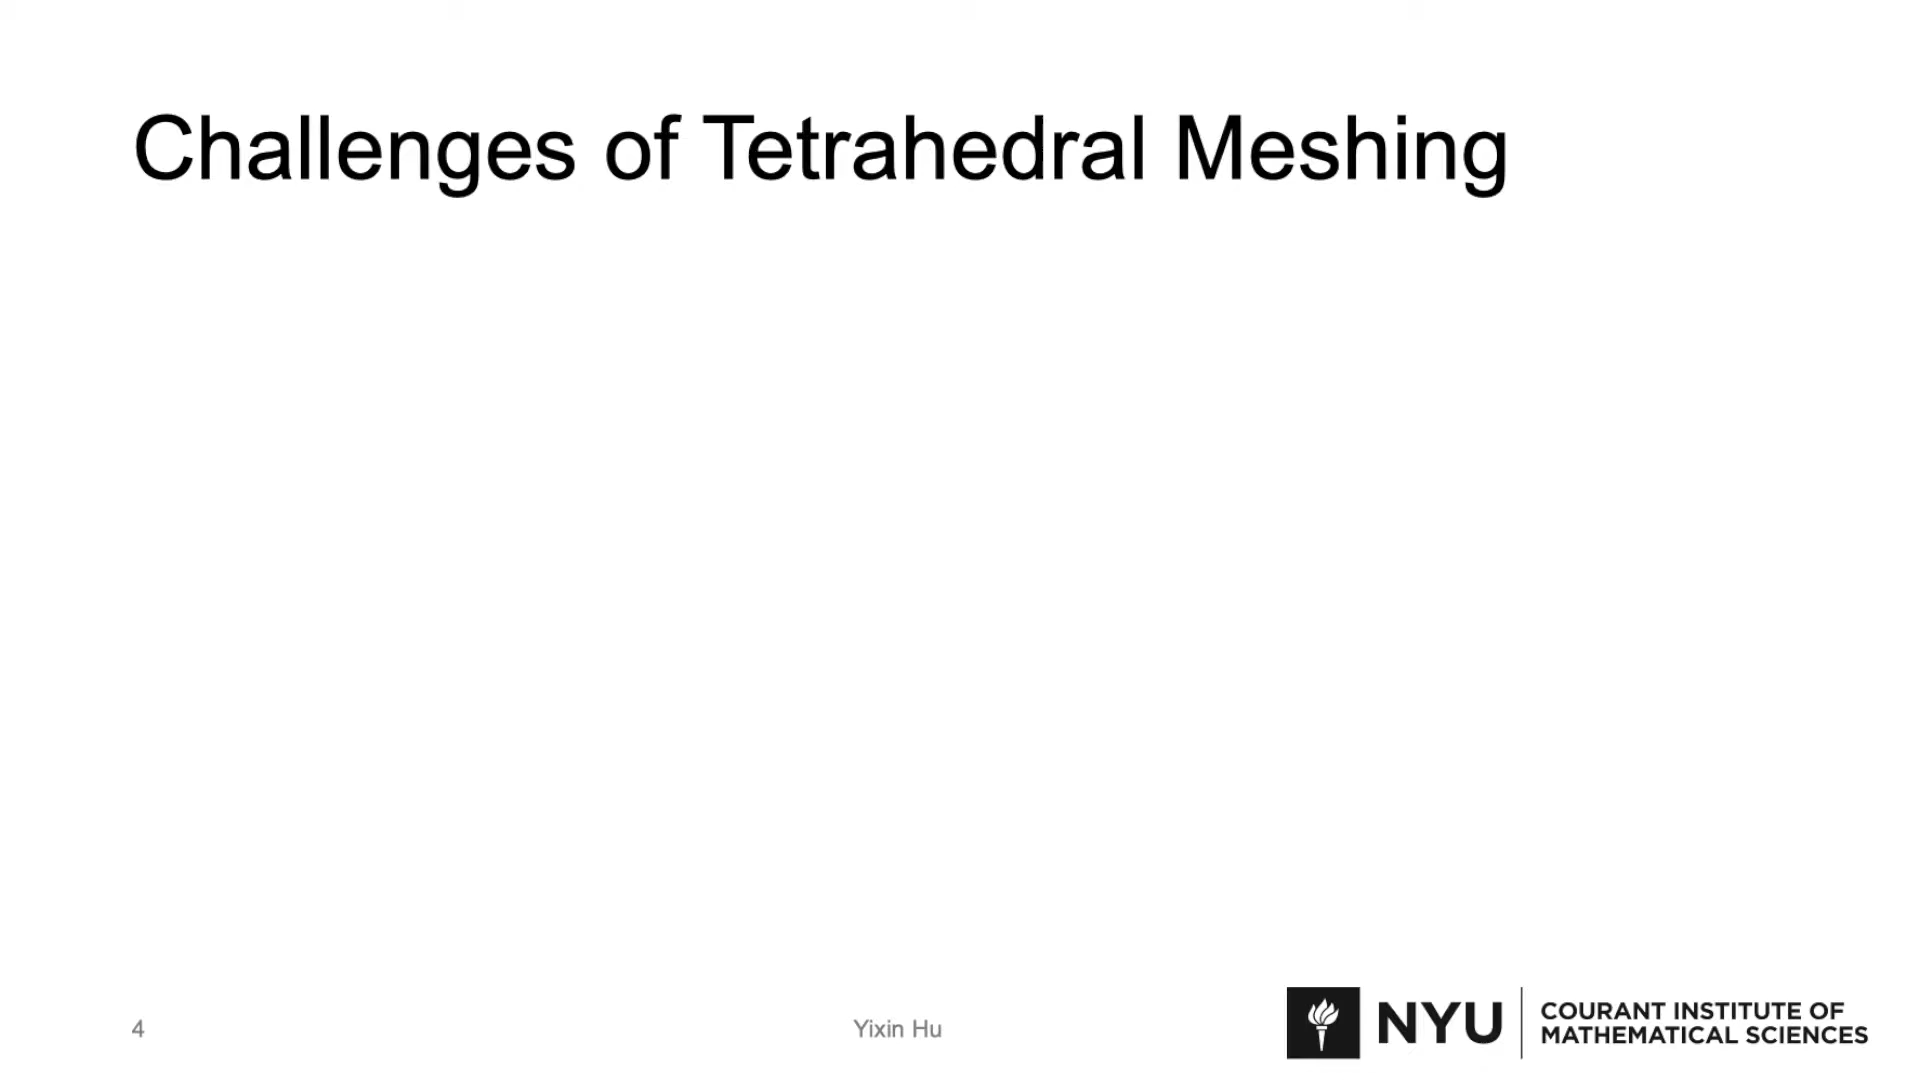 Challenges of Tetrahedral Meshing
4
Yixin Hu
NYU
COURANT INSTITUTE OF
MATHEMATICAL SCIENCES